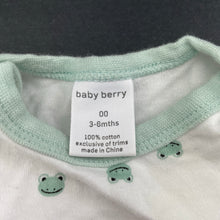 baby berry
00
3-6mths
100% cotton
exclusive of trims
made in China